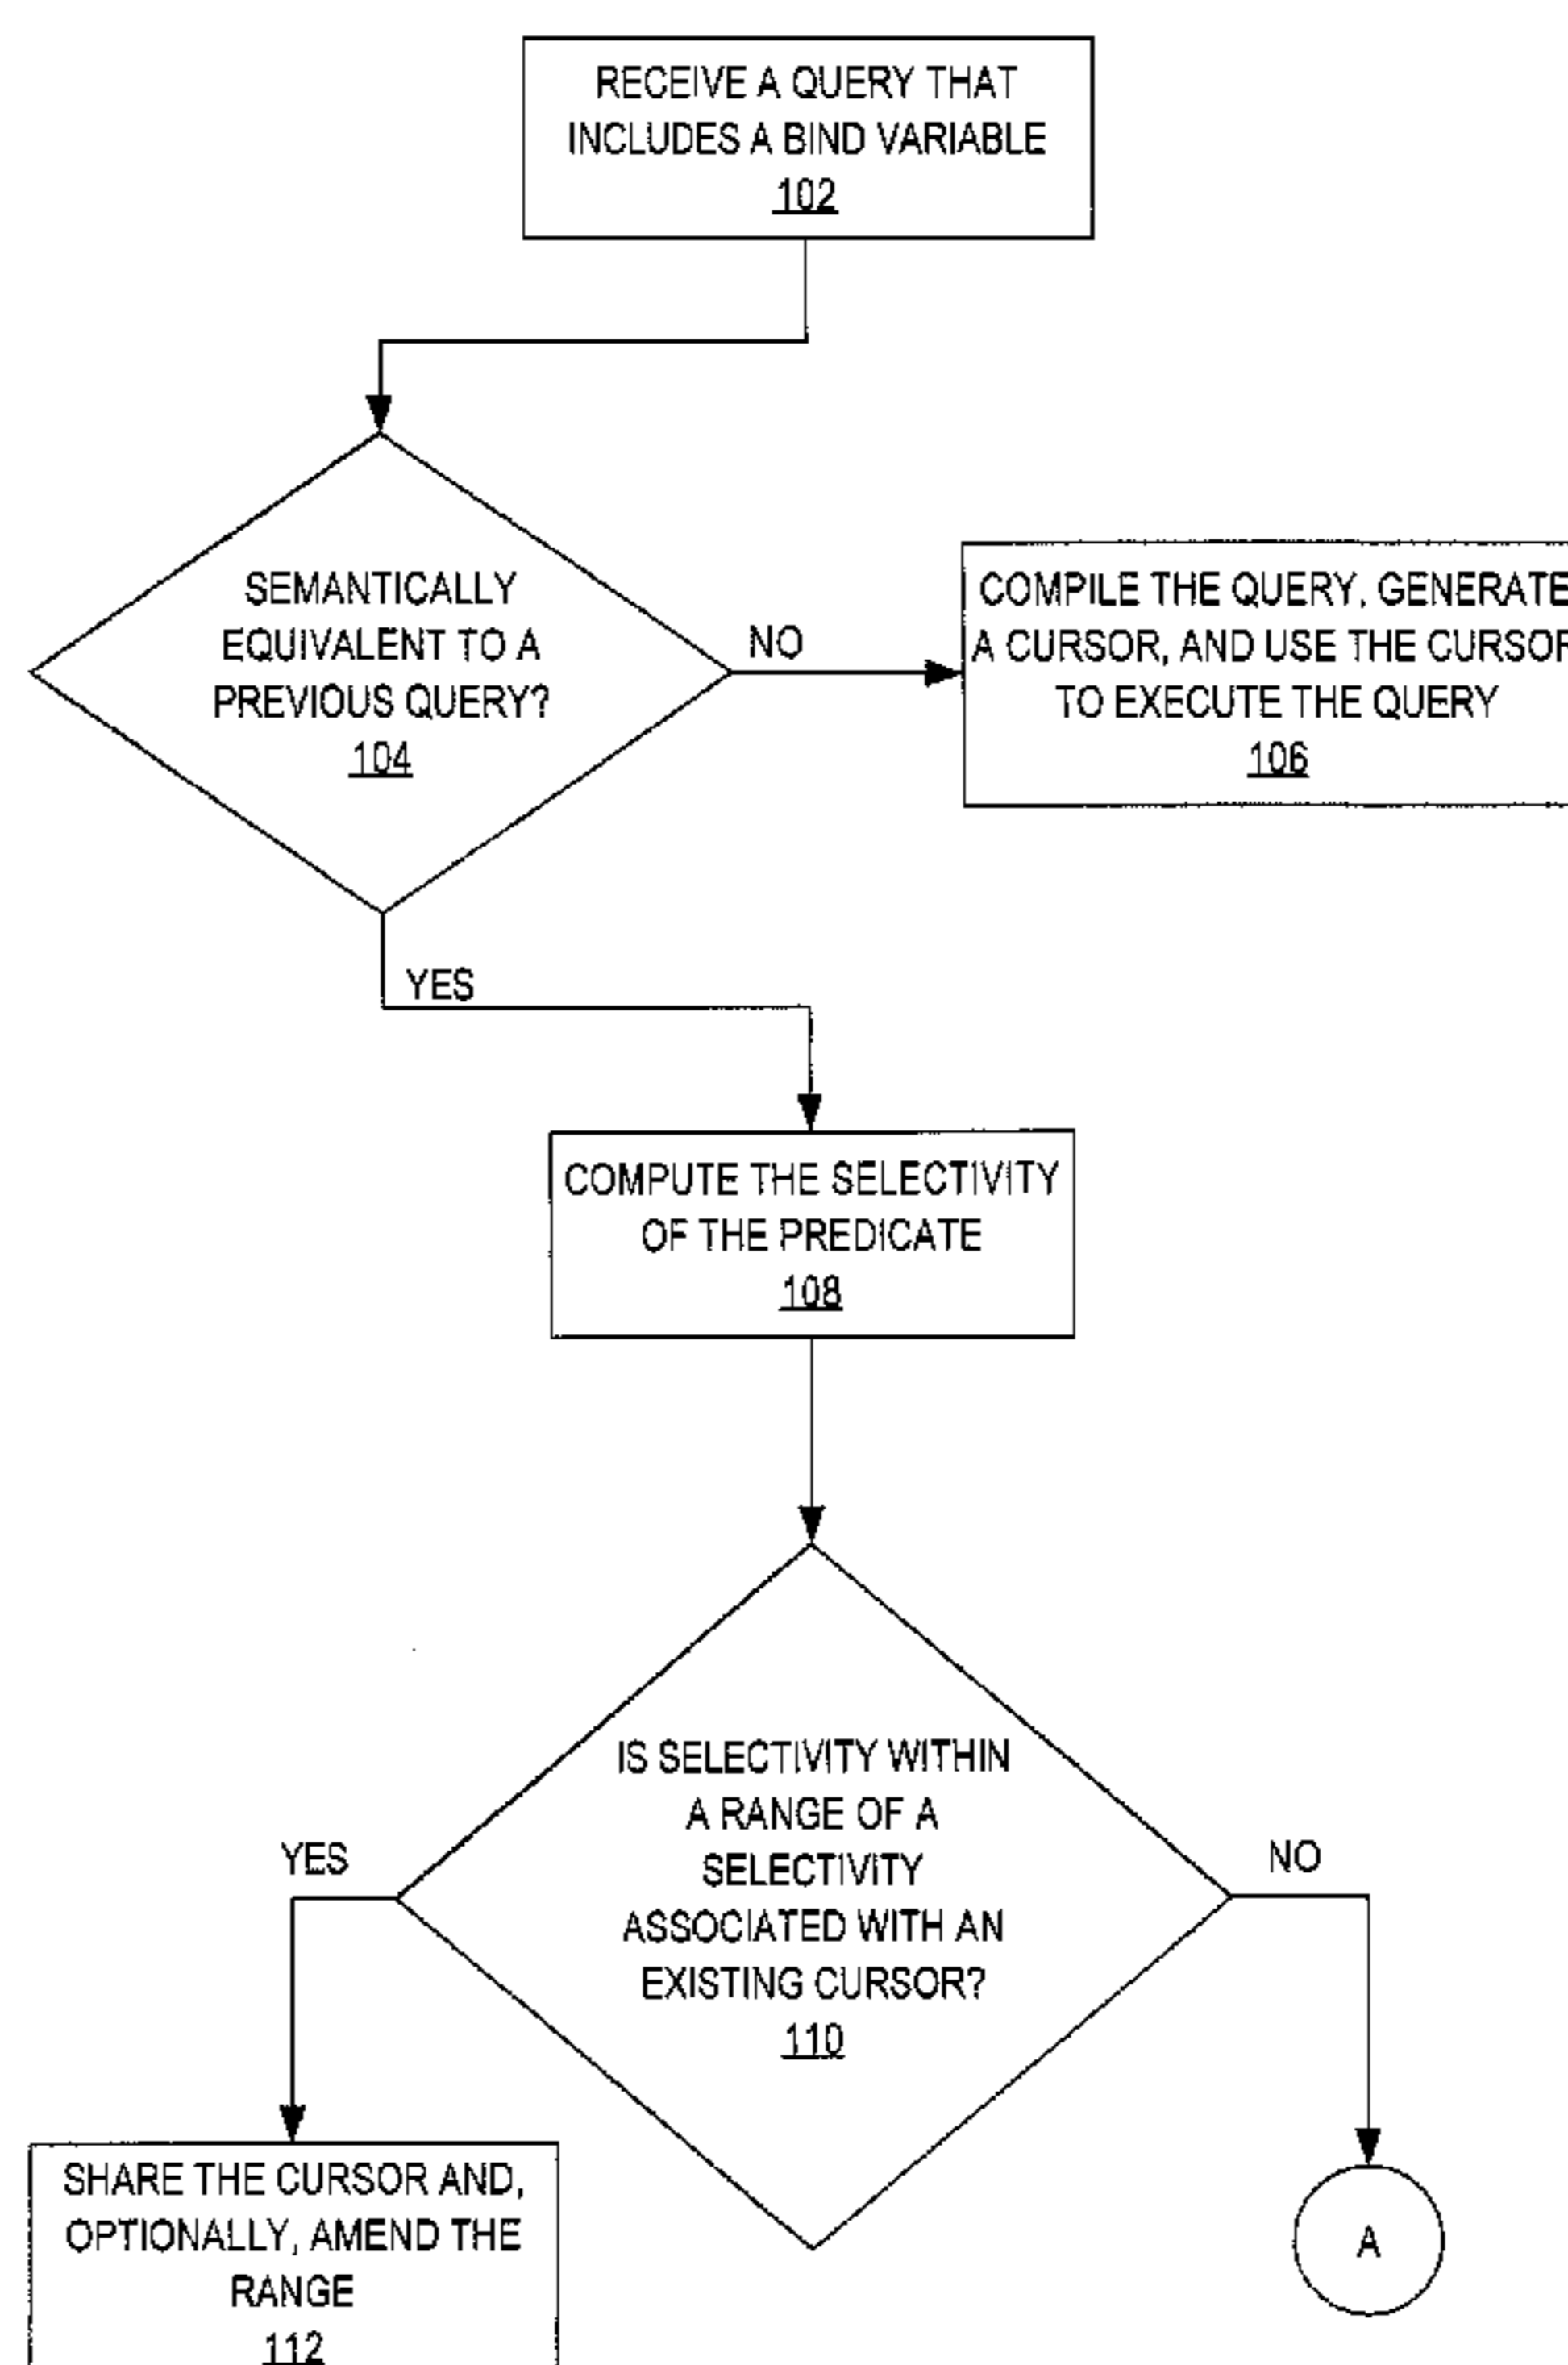 RECEIVE A QUERY THAT
INCLUDES A BIND VARIABLE
102
SEMANTICALLY
EQUIVALENT TO A
PREVIOUS QUERY?
104
NO
COMPILE THE QUERY, GENERATE
A CURSOR, AND USE THE CURSOR
TO EXECUTE THE QUERY
106
YES
COMPUTE THE SELECTIVITY
OF THE PREDICATE
108
IS SELECTIVITY WITHIN
A RANGE OF A
SELECTIVITY
ASSOCIATED WITH AN
EXISTING CURSOR?
110
YES
NO
SHARE THE CURSOR AND,
OPTIONALLY, AMEND THE
RANGE
112
A